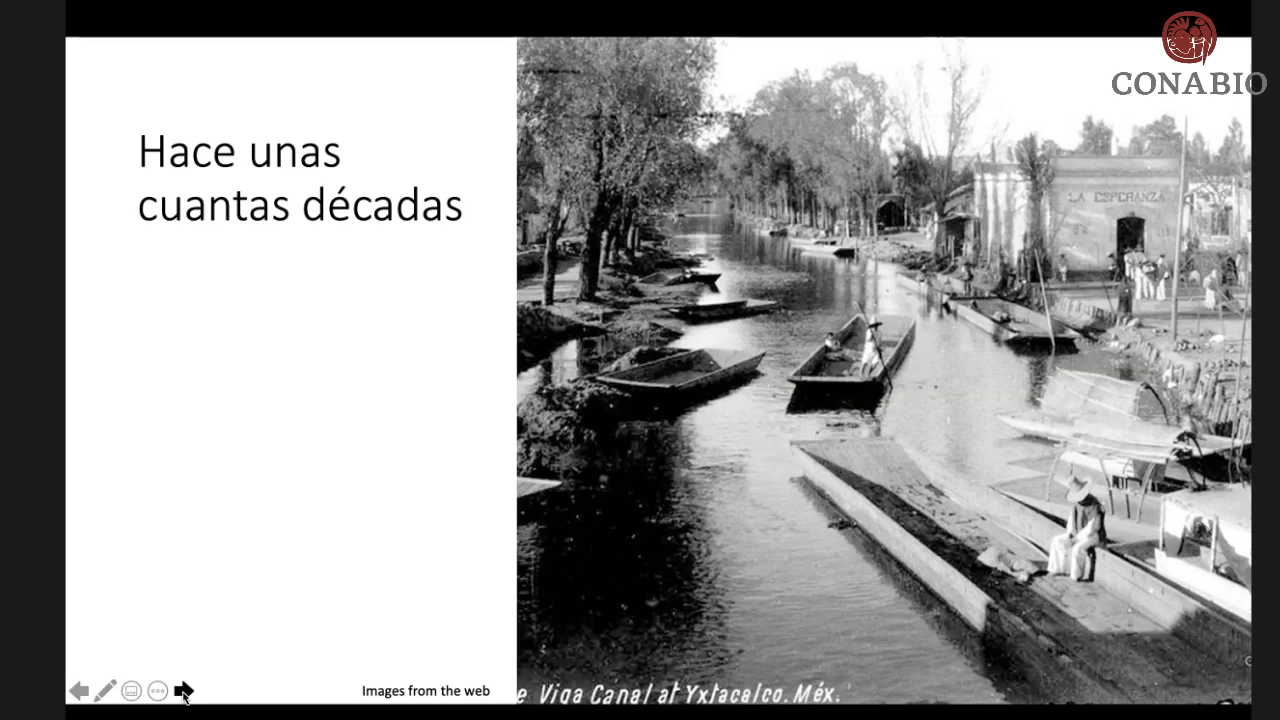 CONABIO
Hace unas
cuantas décadas
LA ESPERANZA
Images from the web
e Viga Canal at Yxtacalco. Méx.